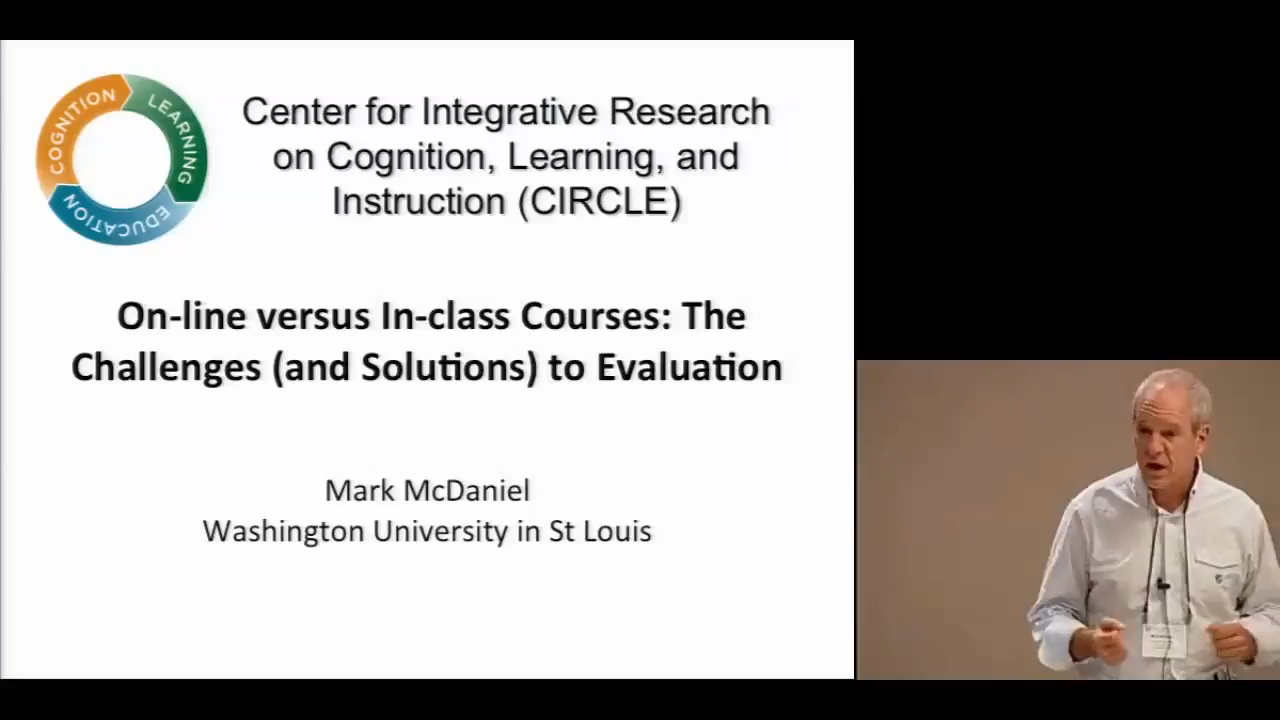 COGNITION
LEARNING
EDUCATION
Center for Integrative Research
on Cognition, Learning, and
Instruction (CIRCLE)
On-line versus In-class Courses: The
Challenges (and Solutions) to Evaluation
Mark McDaniel
Washington University in St Louis